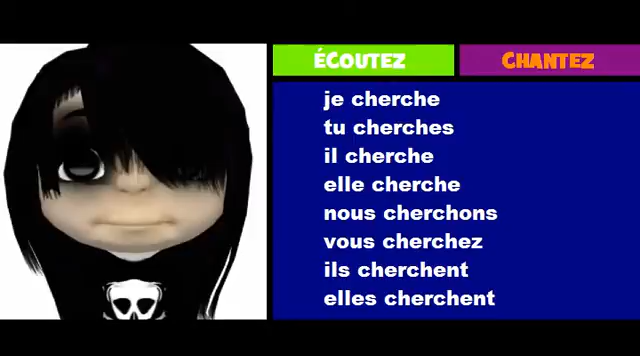 ÉCOUTEZ
CHANTEZ
je cherche
tu cherches
il cherche
elle cherche
nous cherchons
vous cherchez
ils cherchent
elles cherchent